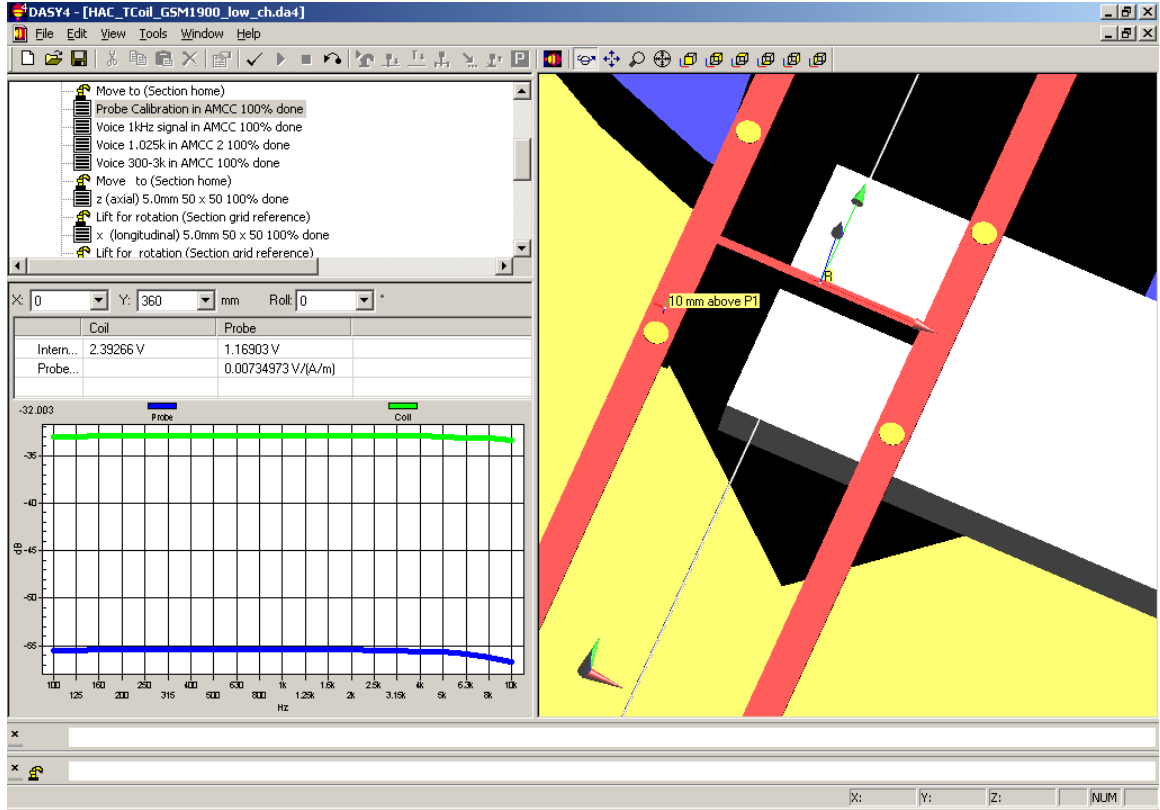 DASY4 - [HAC_TCoil_GSM1900_low_ch.da4]
File Edit View Tools Window Help
Move to (Section home)
Probe Calibration in AMCC 100% done
Voice 1kHz signal in AMCC 100% done
Voice 1.025k in AMCC 2 100% done
Voice 300-3k in AMCC 100% done
Move to (Section home)
z (axial) 5.0mm 50 x 50 100% done
Lift for rotation (Section grid reference)
x (longitudinal) 5.0mm 50 x 50 100% done
Lift for rotation (Section grid reference)
X: 0 Y: 360 mm Roll: 0 °
Coil Probe
Intern... 2.39266 V 1.16903 V
Probe... 0.00734973 V/(A/m)
-32.003
Probe Coil
-35
-40
dB
-45
-50
-55
100 160 250 400 630 1k 1.6k 2.5k 4k 6.3k 10k
125 200 315 500 800 1.25k 2k 3.15k 5k 8k
Hz
R
10 mm above P1
X: Y: Z: NUM